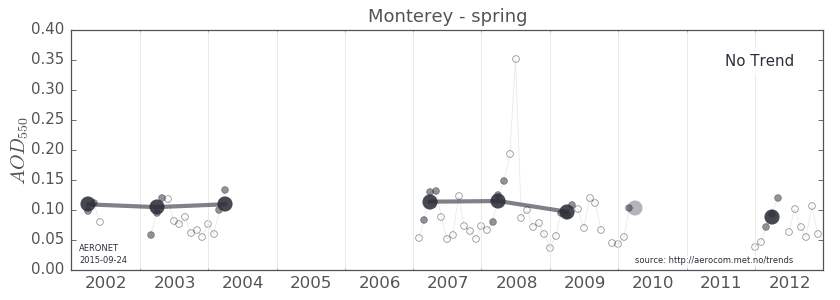 Monterey - spring
No Trend
AOD550
0.40
0.35
0.30
0.25
0.20
0.15
0.10
0.05
0.00
AERONET
2015-09-24
source: http://aerocom.met.no/trends
2002 2003 2004 2005 2006 2007 2008 2009 2010 2011 2012